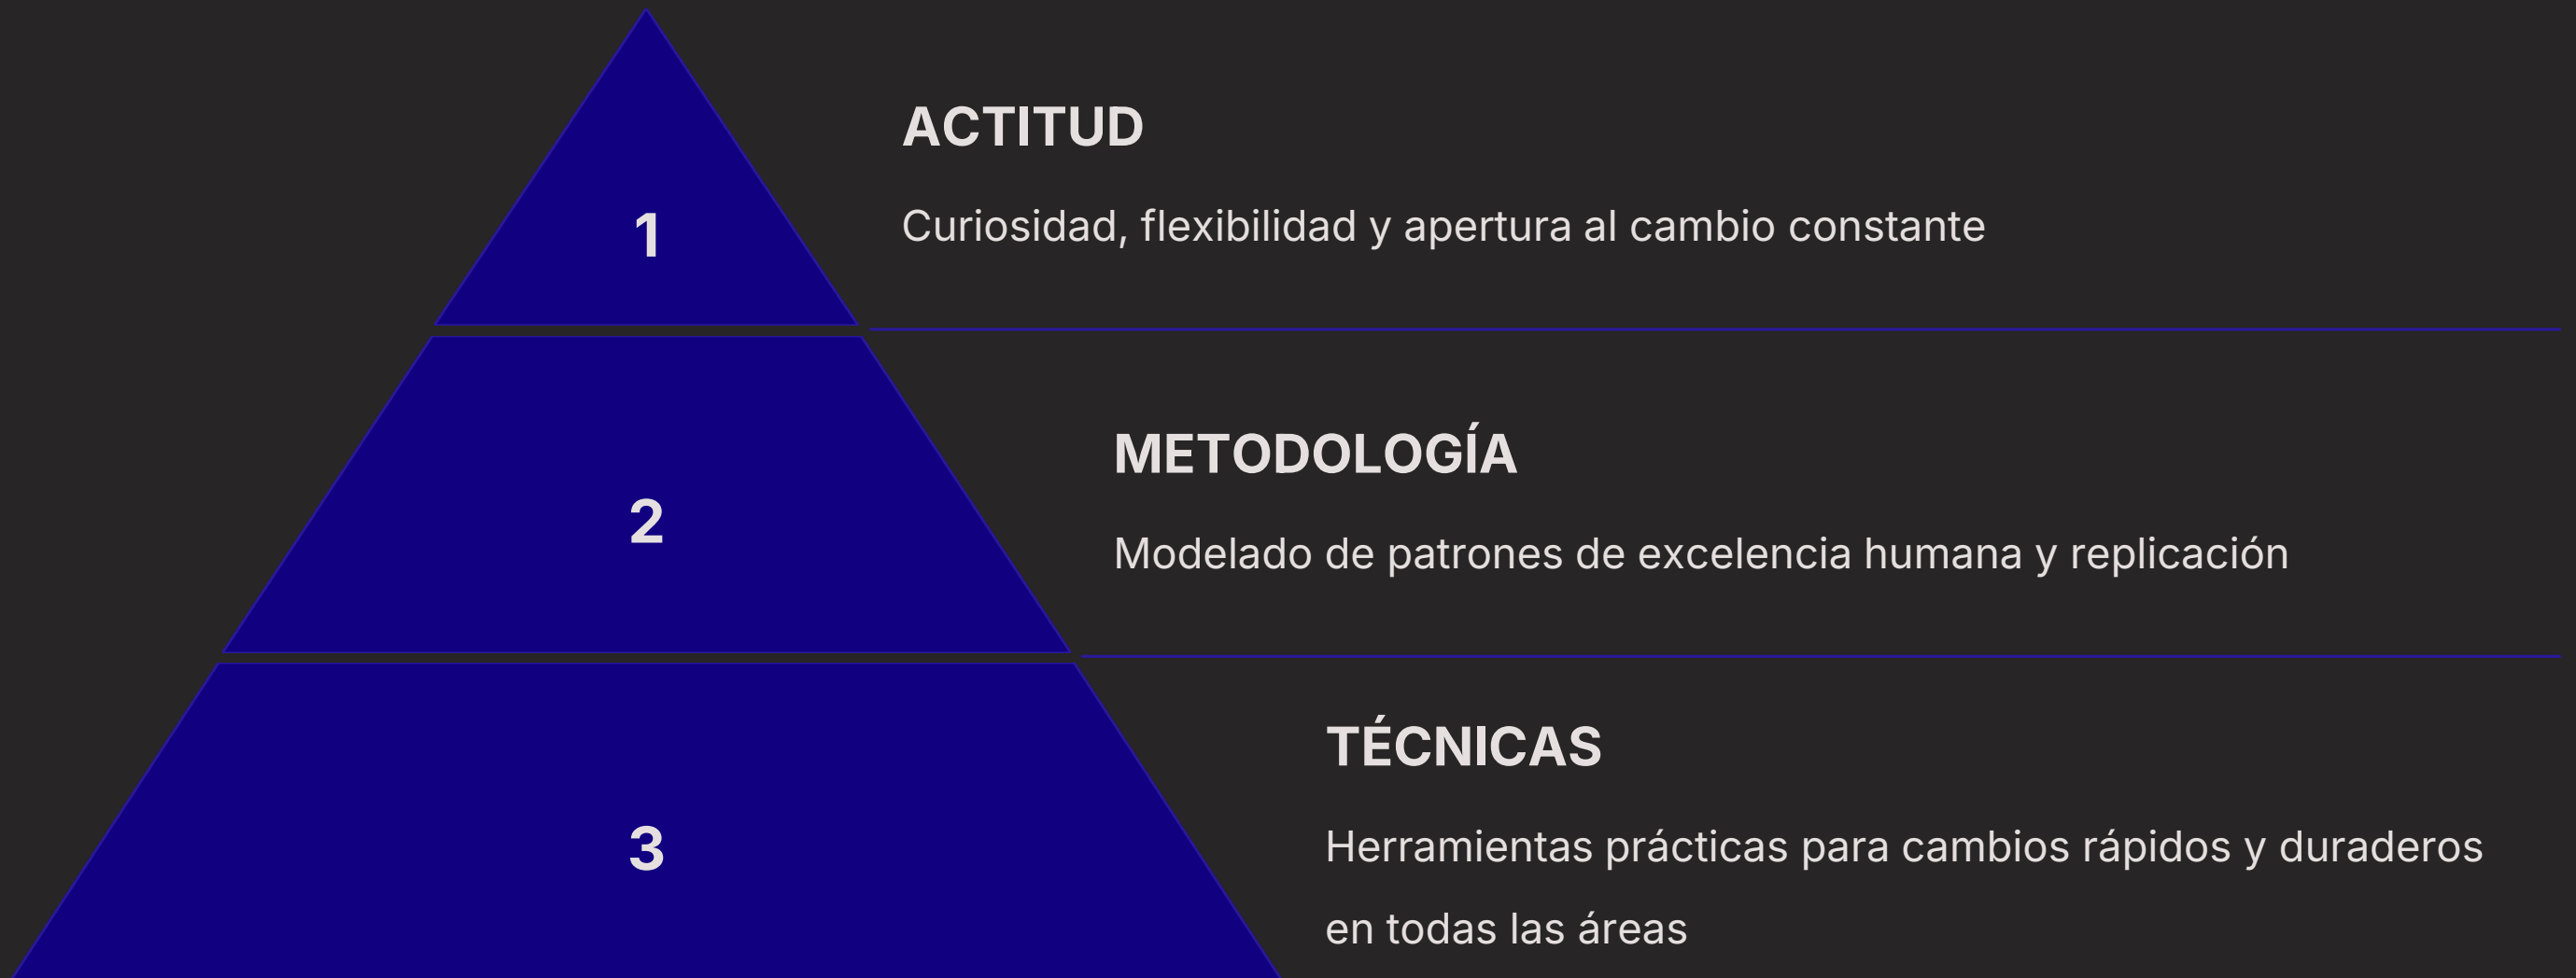 1
ACTITUD
Curiosidad, flexibilidad y apertura al cambio constante
2
METODOLOGÍA
Modelado de patrones de excelencia humana y replicación
3
TÉCNICAS
Herramientas prácticas para cambios rápidos y duraderos
en todas las áreas